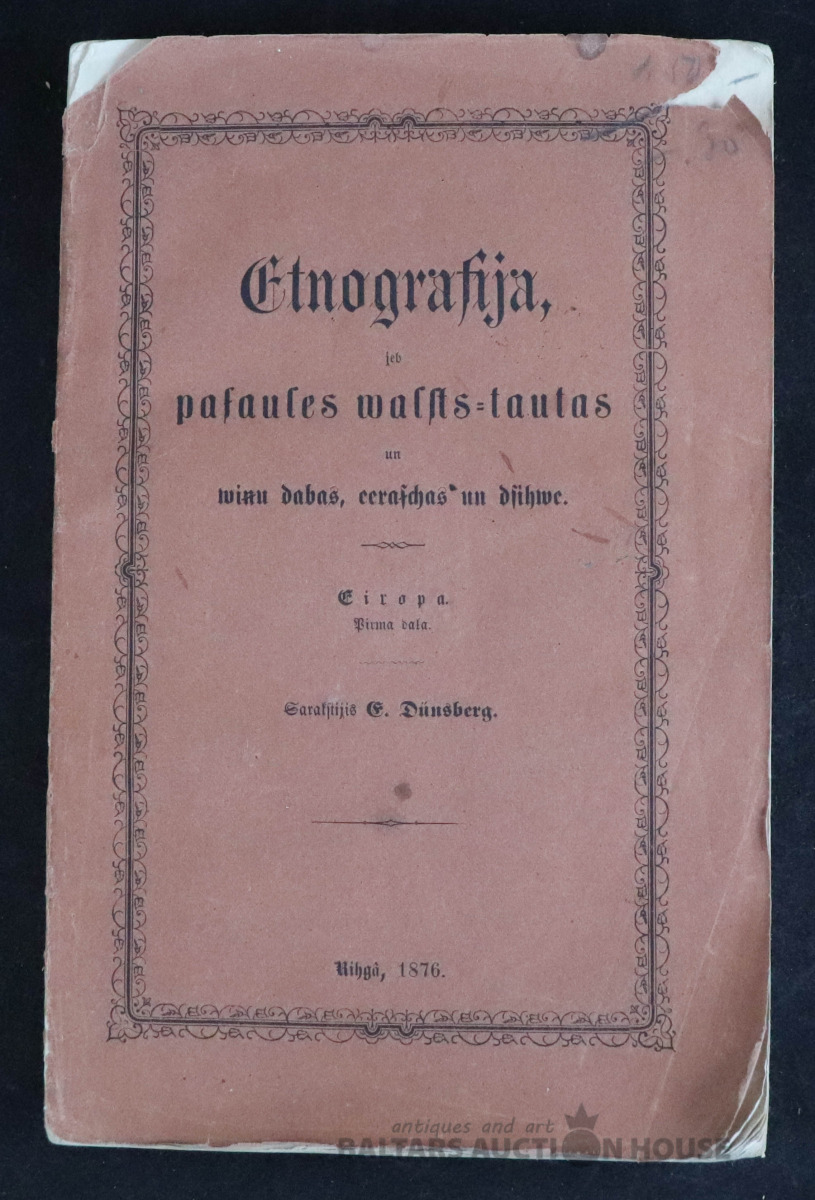 Etnografija,
jeb
pasaules walsts-tautas
un
wiņu dabas, eeraschas un dsihwe.
Eiropa.
Pirma daļa.
Sarakstijis E. Dünsberg.
Rihgâ, 1876.
antiques and art
BALTARS AUCTION HOUSE